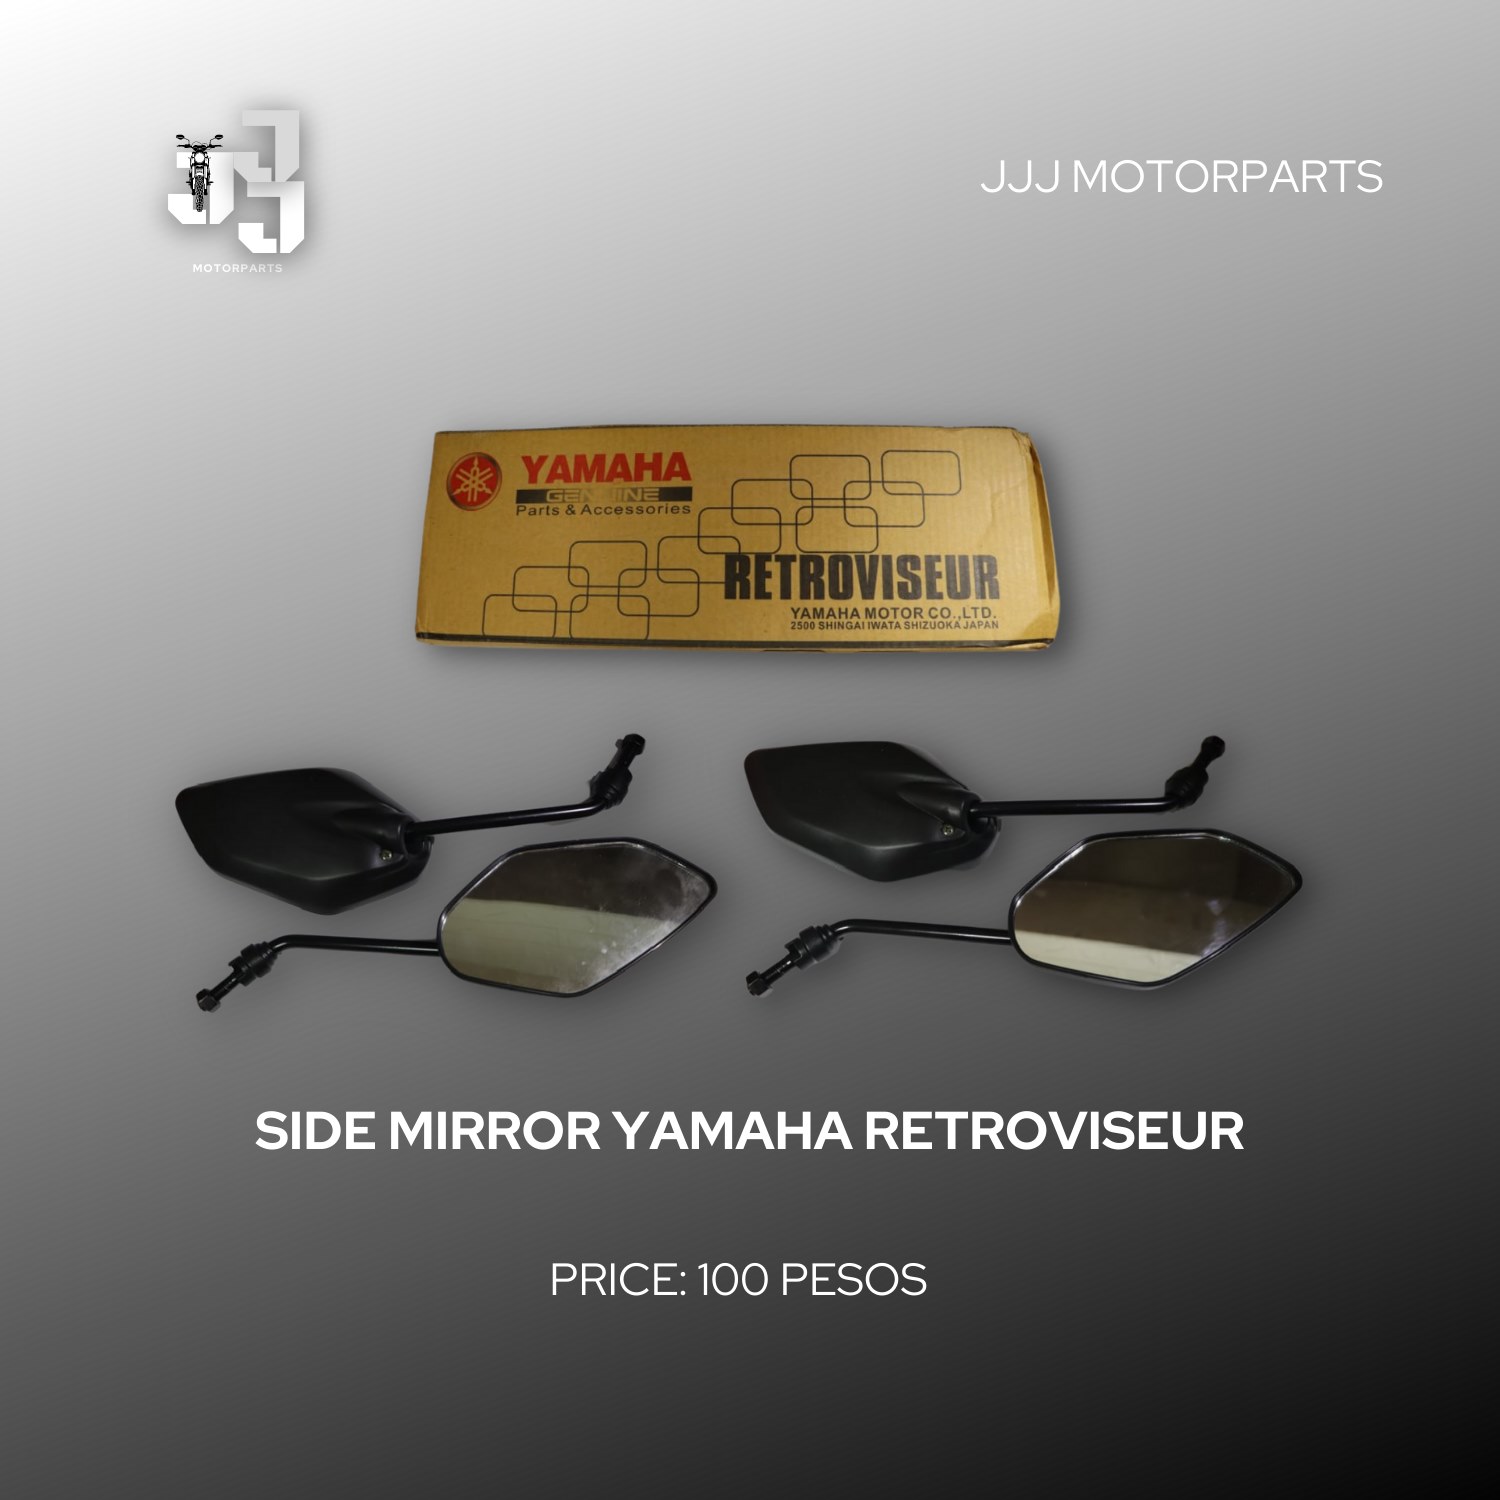 JJJ
MOTORPARTS
JJJ MOTORPARTS
YAMAHA
GENUINE
Parts & Accessories
RETROVISEUR
YAMAHA MOTOR CO.,LTD.
2500 SHINGAI IWATA SHIZUOKA JAPAN
SIDE MIRROR YAMAHA RETROVISEUR
PRICE: 100 PESOS